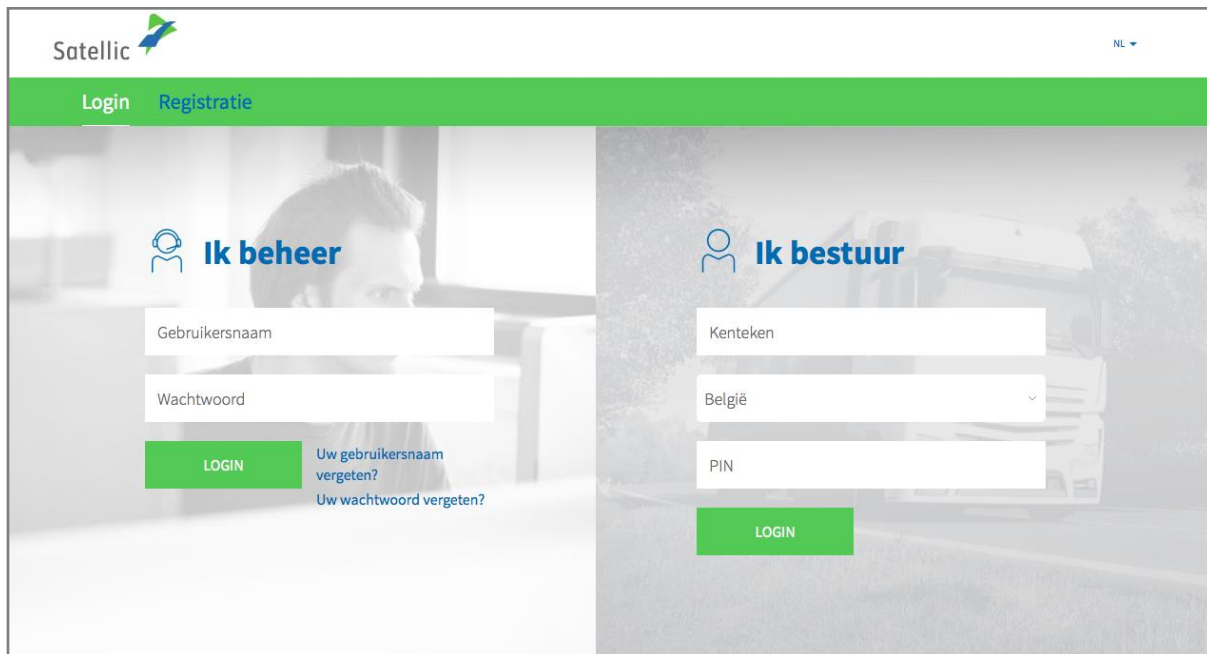 Satellic
NL
Login Registratie
Ik beheer
Gebruikersnaam
Wachtwoord
LOGIN
Uw gebruikersnaam
vergeten?
Uw wachtwoord vergeten?
Ik bestuur
Kenteken
België
PIN
LOGIN